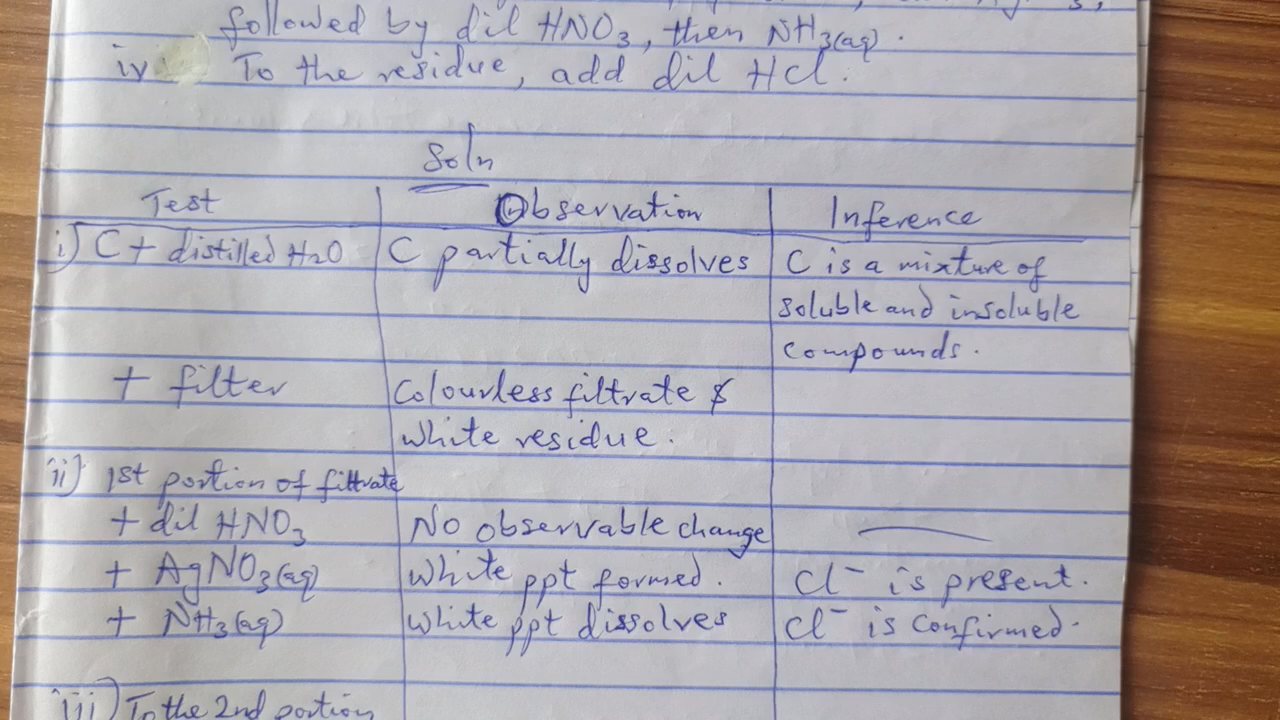 followed by dil HNO3, then NH3(aq).
iv. To the residue, add dil HCl.
Soln
Test Observation Inference
i) C + distilled H2O C partially dissolves C is a mixture of
soluble and insoluble
compounds.
+ filter Colourless filtrate &
White residue.
ii) 1st portion of filtrate
+ dil HNO3 No observable change —
+ AgNO3(aq) White ppt formed. Cl⁻ is present.
+ NH3(aq) White ppt dissolves Cl⁻ is confirmed.
iii) To the 2nd portion